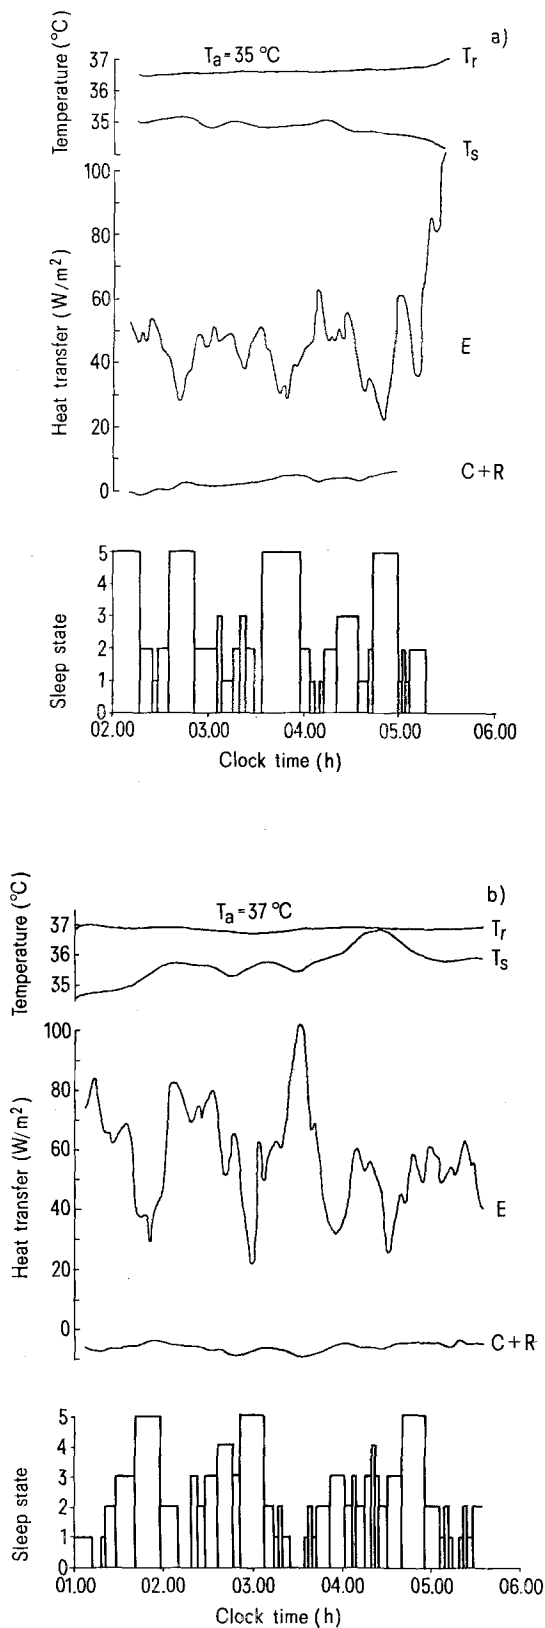 a)
Tₐ = 35 °C
Temperature (°C)
37
36
35
Tᵣ
Tₛ
Heat transfer (W/m²)
100
80
60
40
20
0
E
C+R
Sleep state
5
4
3
2
1
0
02.00 03.00 04.00 05.00 06.00
Clock time (h)
b)
Tₐ = 37 °C
Temperature (°C)
37
36
35
Tᵣ
Tₛ
Heat transfer (W/m²)
100
80
60
40
20
0
E
C+R
Sleep state
5
4
3
2
1
0
01.00 02.00 03.00 04.00 05.00 06.00
Clock time (h)